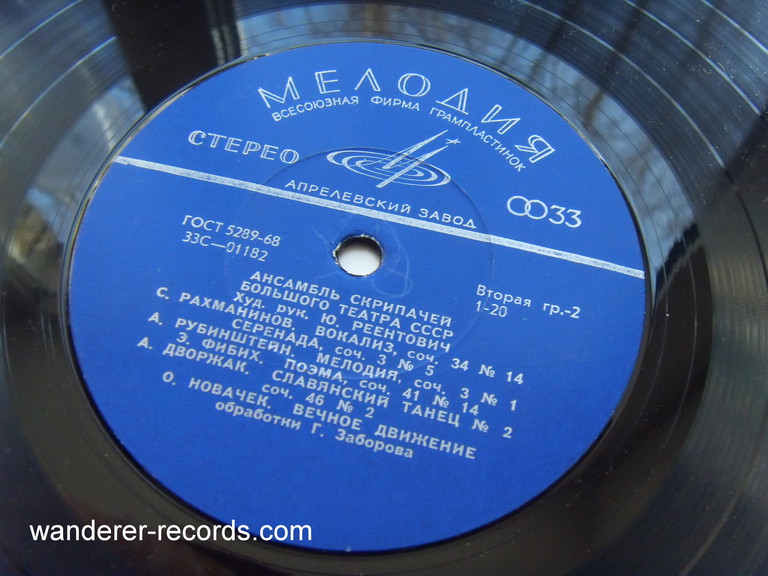 МЕЛОДИЯ
ВСЕСОЮЗНАЯ ФИРМА ГРАМПЛАСТИНОК
СТЕРЕО
АПРЕЛЕВСКИЙ ЗАВОД
33
ГОСТ 5289-68
33С—01182
Вторая гр.-2
1-20
АНСАМБЛЬ СКРИПАЧЕЙ
БОЛЬШОГО ТЕАТРА СССР
Худ. рук. Ю. РЕЕНТОВИЧ
С. РАХМАНИНОВ. ВОКАЛИЗ, соч. 34 № 14
СЕРЕНАДА, соч. 3 № 5
А. РУБИНШТЕЙН. МЕЛОДИЯ, соч. 3 № 1
З. ФИБИХ. ПОЭМА, соч. 41 № 14
А. ДВОРЖАК. СЛАВЯНСКИЙ ТАНЕЦ № 2
соч. 46 № 2
О. НОВАЧЕК. ВЕЧНОЕ ДВИЖЕНИЕ
обработки Г. Заборова
wanderer-records.com